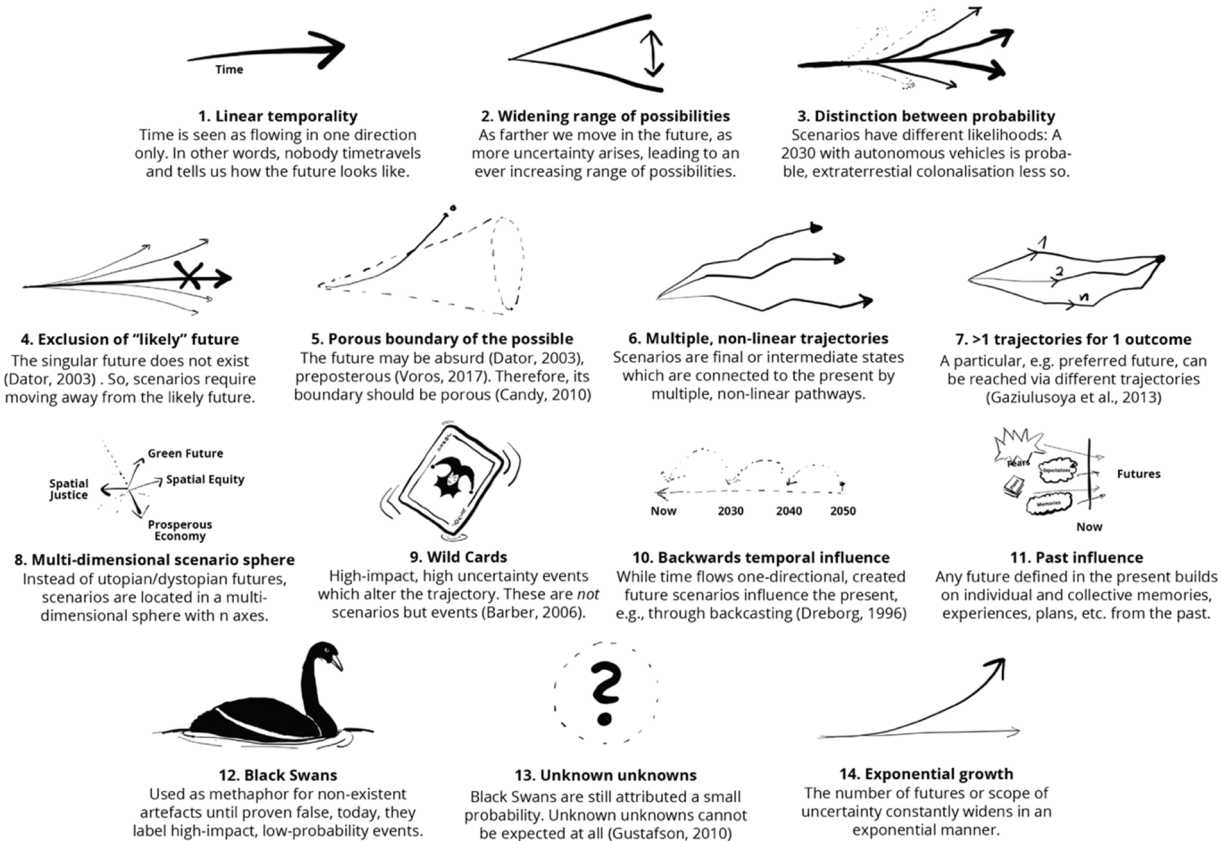 Time
1. Linear temporality
Time is seen as flowing in one direction
only. In other words, nobody timetravels
and tells us how the future looks like.
2. Widening range of possibilities
As farther we move in the future, as
more uncertainty arises, leading to an
ever increasing range of possibilities.
3. Distinction between probability
Scenarios have different likelihoods: A
2030 with autonomous vehicles is proba-
ble, extraterrestial colonalisation less so.
4. Exclusion of “likely” future
The singular future does not exist
(Dator, 2003) . So, scenarios require
moving away from the likely future.
5. Porous boundary of the possible
The future may be absurd (Dator, 2003),
preposterous (Voros, 2017). Therefore, its
boundary should be porous (Candy, 2010)
6. Multiple, non-linear trajectories
Scenarios are final or intermediate states
which are connected to the present by
multiple, non-linear pathways.
1
2
n
7. >1 trajectories for 1 outcome
A particular, e.g. preferred future, can
be reached via different trajectories
(Gaziulusoya et al., 2013)
Green Future
Spatial Equity
Spatial
Justice
Prosperous
Economy
8. Multi-dimensional scenario sphere
Instead of utopian/dystopian futures,
scenarios are located in a multi-
dimensional sphere with n axes.
JOKER
JOKER
9. Wild Cards
High-impact, high uncertainty events
which alter the trajectory. These are not
scenarios but events (Barber, 2006).
Now 2030 2040 2050
10. Backwards temporal influence
While time flows one-directional, created
future scenarios influence the present,
e.g., through backcasting (Dreborg, 1996)
Fears
Expectations
Memories
Futures
Now
11. Past influence
Any future defined in the present builds
on individual and collective memories,
experiences, plans, etc. from the past.
12. Black Swans
Used as methaphor for non-existent
artefacts until proven false, today, they
label high-impact, low-probability events.
?
13. Unknown unknowns
Black Swans are still attributed a small
probability. Unknown unknowns cannot
be expected at all (Gustafson, 2010)
14. Exponential growth
The number of futures or scope of
uncertainty constantly widens in an
exponential manner.